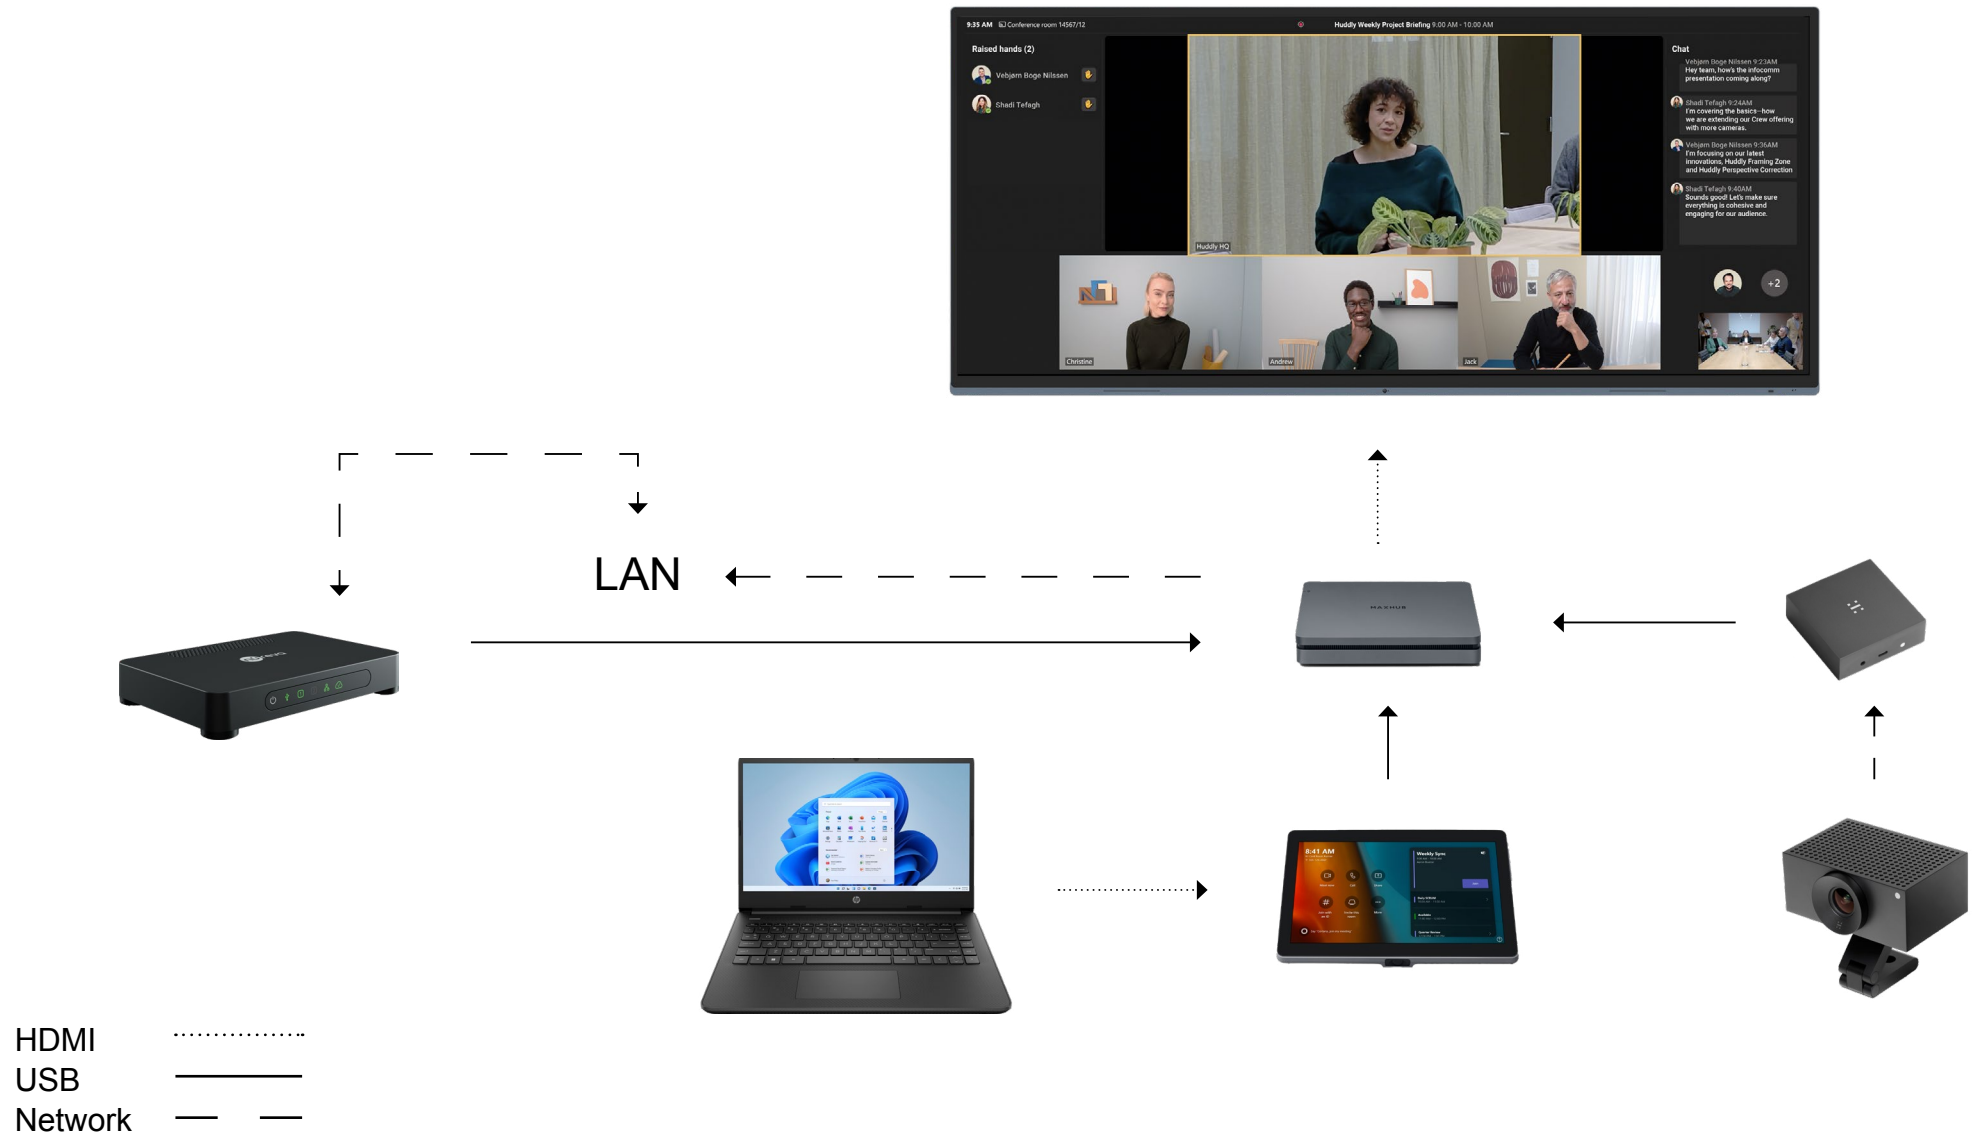 9:35 AM Conference room 14567/12
Huddly Weekly Project Briefing 9:00 AM - 10:00 AM
Raised hands (2)
Vebjørn Boge Nilssen
Shadi Tefagh
Huddly HQ
Christine
Andrew
Jack
Chat
Vebjørn Boge Nilssen 9:23AM
Hey team, how's the infocomm
presentation coming along?
Shadi Tefagh 9:24AM
I'm covering the basics—how
we are extending our Crew offering
with more cameras.
Vebjørn Boge Nilssen 9:36AM
I'm focusing on our latest
innovations, Huddly Framing Zone
and Huddly Perspective Correction
Shadi Tefagh 9:40AM
Sounds good! Let's make sure
everything is cohesive and
engaging for our audience.
+2
LAN
MAXHUB
8:41 AM
Weekly Sync
HDMI
USB
Network